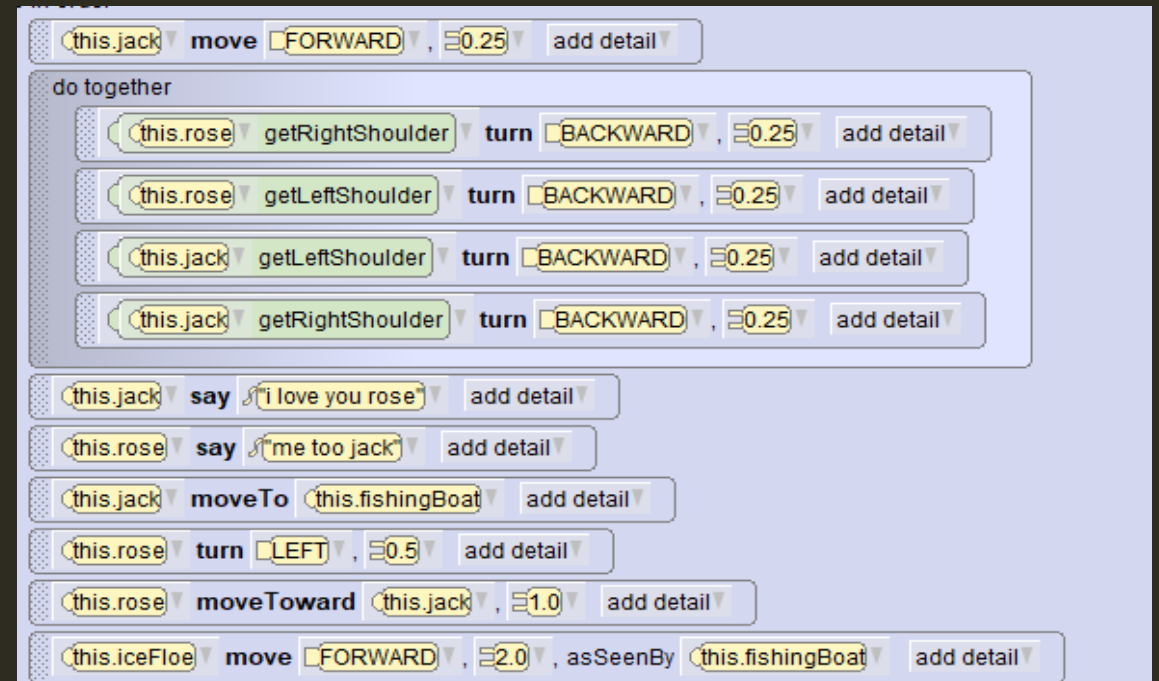 this.jack move FORWARD , 0.25 add detail
do together
this.rose getRightShoulder turn BACKWARD , 0.25 add detail
this.rose getLeftShoulder turn BACKWARD , 0.25 add detail
this.jack getLeftShoulder turn BACKWARD , 0.25 add detail
this.jack getRightShoulder turn BACKWARD , 0.25 add detail
this.jack say "i love you rose" add detail
this.rose say "me too jack" add detail
this.jack moveTo this.fishingBoat add detail
this.rose turn LEFT , 0.5 add detail
this.rose moveToward this.jack , 1.0 add detail
this.iceFloe move FORWARD , 2.0 , asSeenBy this.fishingBoat add detail